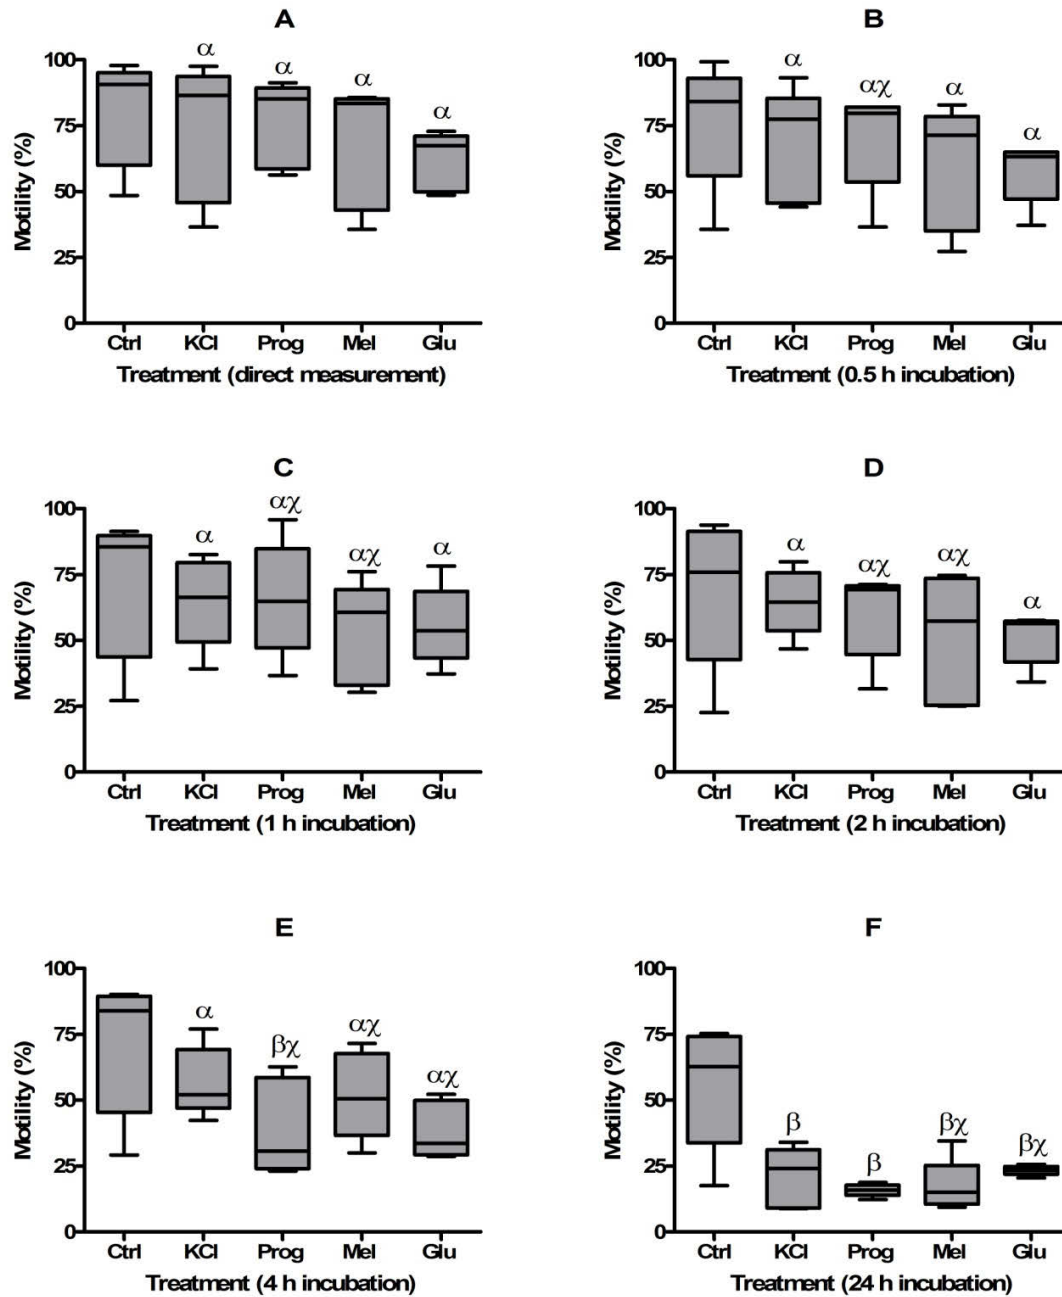 A
α α α α
100
75
50
25
0
Motility (%)
Ctrl KCl Prog Mel Glu
Treatment (direct measurement)
B
α αχ α α
100
75
50
25
0
Motility (%)
Ctrl KCl Prog Mel Glu
Treatment (0.5 h incubation)
C
α αχ αχ α
100
75
50
25
0
Motility (%)
Ctrl KCl Prog Mel Glu
Treatment (1 h incubation)
D
α αχ αχ α
100
75
50
25
0
Motility (%)
Ctrl KCl Prog Mel Glu
Treatment (2 h incubation)
E
α βχ αχ αχ
100
75
50
25
0
Motility (%)
Ctrl KCl Prog Mel Glu
Treatment (4 h incubation)
F
β β βχ βχ
100
75
50
25
0
Motility (%)
Ctrl KCl Prog Mel Glu
Treatment (24 h incubation)